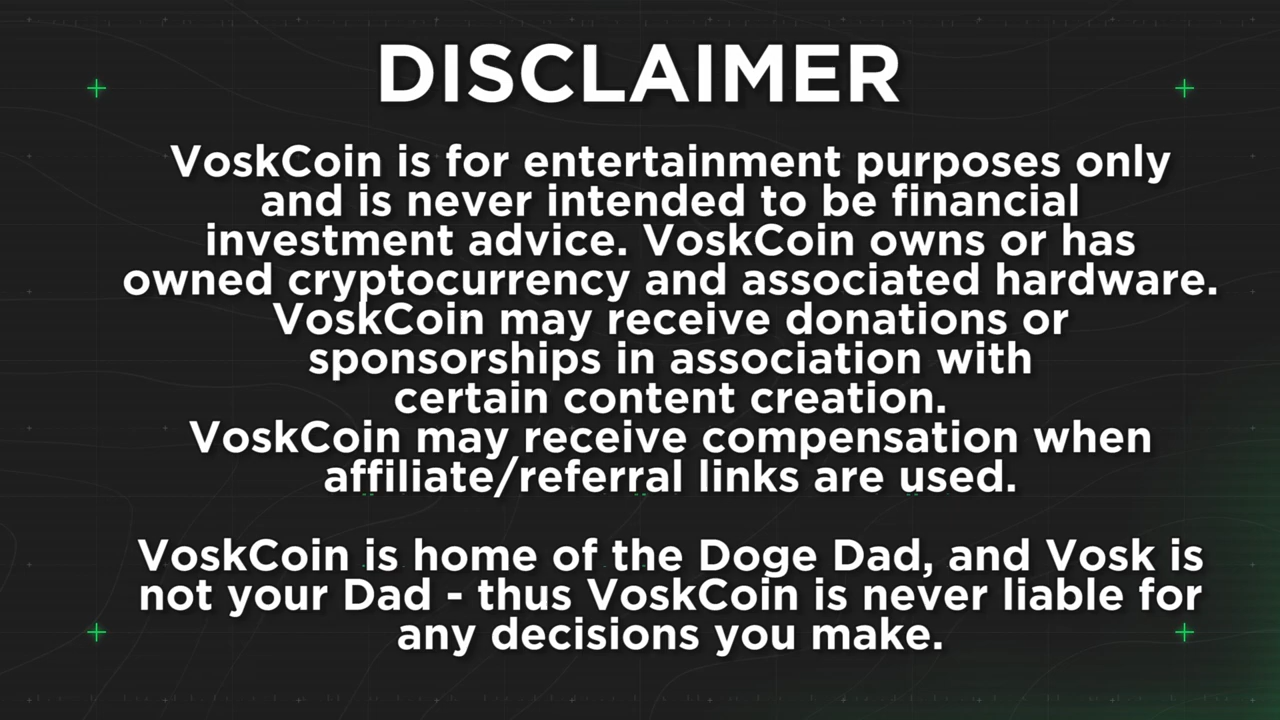 DISCLAIMER
VoskCoin is for entertainment purposes only
and is never intended to be financial
investment advice. VoskCoin owns or has
owned cryptocurrency and associated hardware.
VoskCoin may receive donations or
sponsorships in association with
certain content creation.
VoskCoin may receive compensation when
affiliate/referral links are used.
VoskCoin is home of the Doge Dad, and Vosk is
not your Dad - thus VoskCoin is never liable for
any decisions you make.